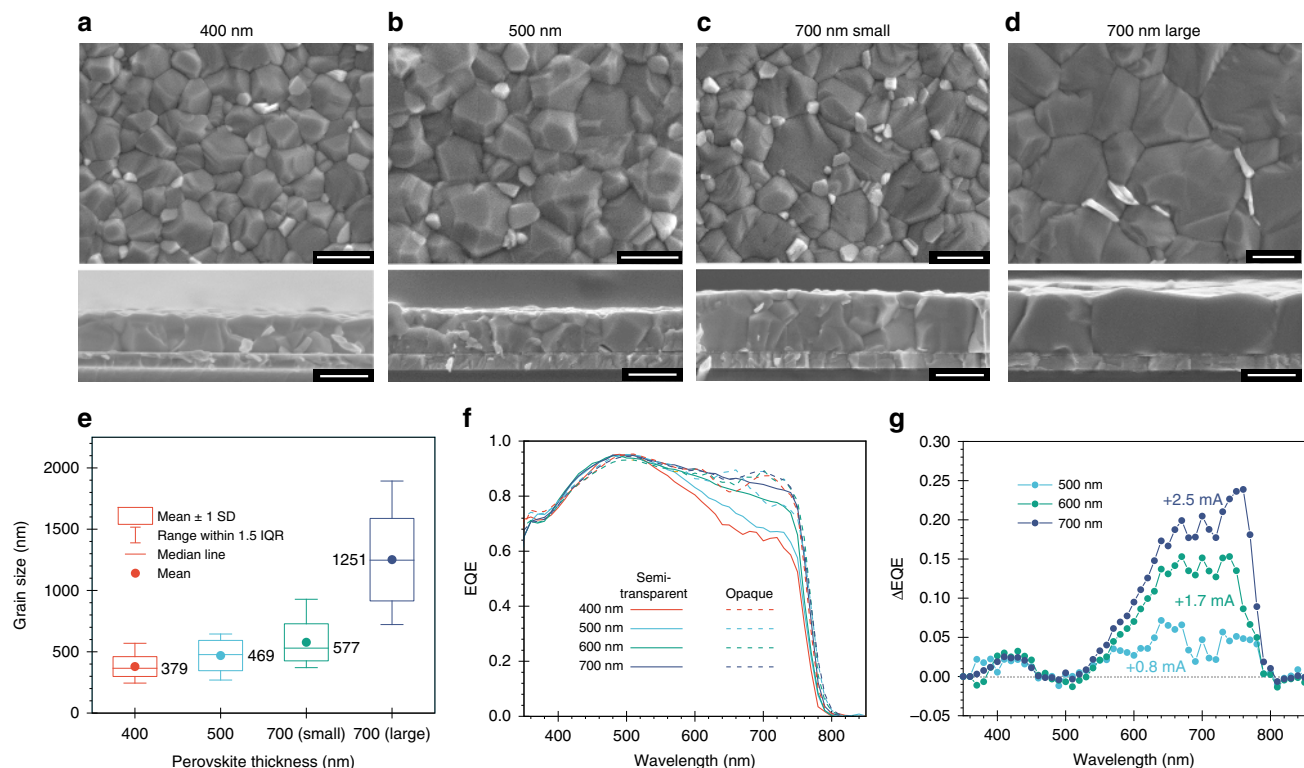 a
400 nm
b
500 nm
c
700 nm small
d
700 nm large
e
Grain size (nm)
2000
1500
1000
500
0
Mean ± 1 SD
Range within 1.5 IQR
Median line
Mean
379
469
577
1251
400
500
700 (small)
700 (large)
Perovskite thickness (nm)
f
EQE
1.0
0.8
0.6
0.4
0.2
0.0
Semi-
transparent
Opaque
400 nm
500 nm
600 nm
700 nm
400
500
600
700
800
Wavelength (nm)
g
ΔEQE
0.30
0.25
0.20
0.15
0.10
0.05
0.00
−0.05
500 nm
600 nm
700 nm
+2.5 mA
+1.7 mA
+0.8 mA
400
500
600
700
800
Wavelength (nm)